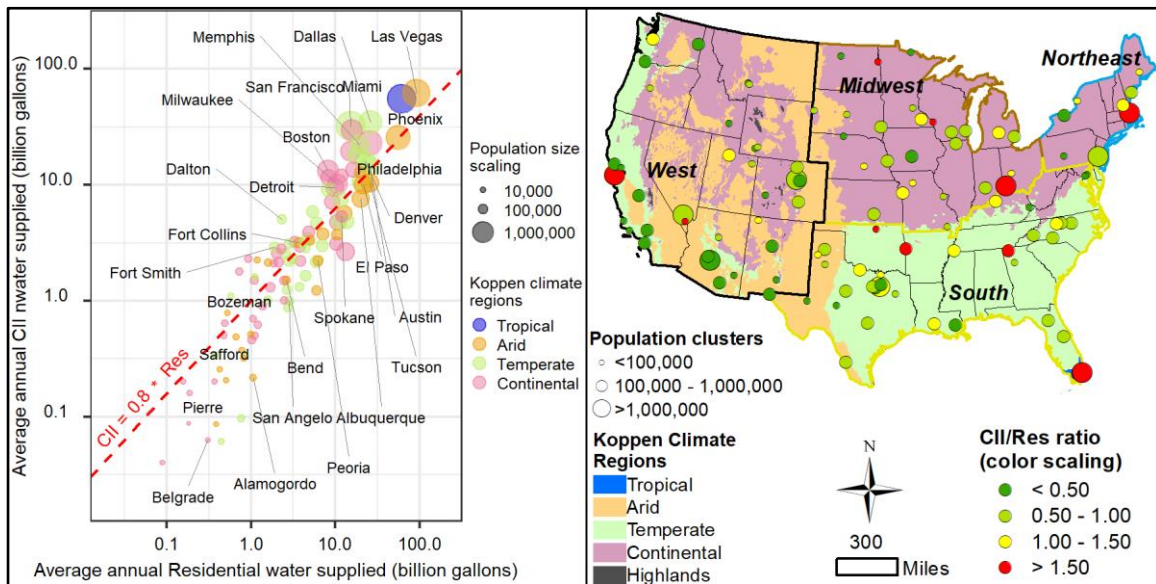 Memphis
Dallas
Las Vegas
100.0
San Francisco
Miami
Milwaukee
Phoenix
Boston
Dalton
Philadelphia
10.0
Detroit
Denver
Fort Collins
Fort Smith
El Paso
1.0
Bozeman
Spokane
Austin
Safford
Bend
Tucson
0.1
Pierre
San Angelo
Albuquerque
CII = 0.8 * Res
Peoria
Belgrade
Alamogordo
0.1
1.0
10.0
100.0
Average annual CII nwater supplied (billion gallons)
Average annual Residential water supplied (billion gallons)
Population size
scaling
10,000
100,000
1,000,000
Koppen climate
regions
Tropical
Arid
Temperate
Continental
Northeast
Midwest
West
South
Population clusters
<100,000
100,000 - 1,000,000
>1,000,000
Koppen Climate
Regions
Tropical
Arid
Temperate
Continental
Highlands
N
300
Miles
CII/Res ratio
(color scaling)
< 0.50
0.50 - 1.00
1.00 - 1.50
> 1.50